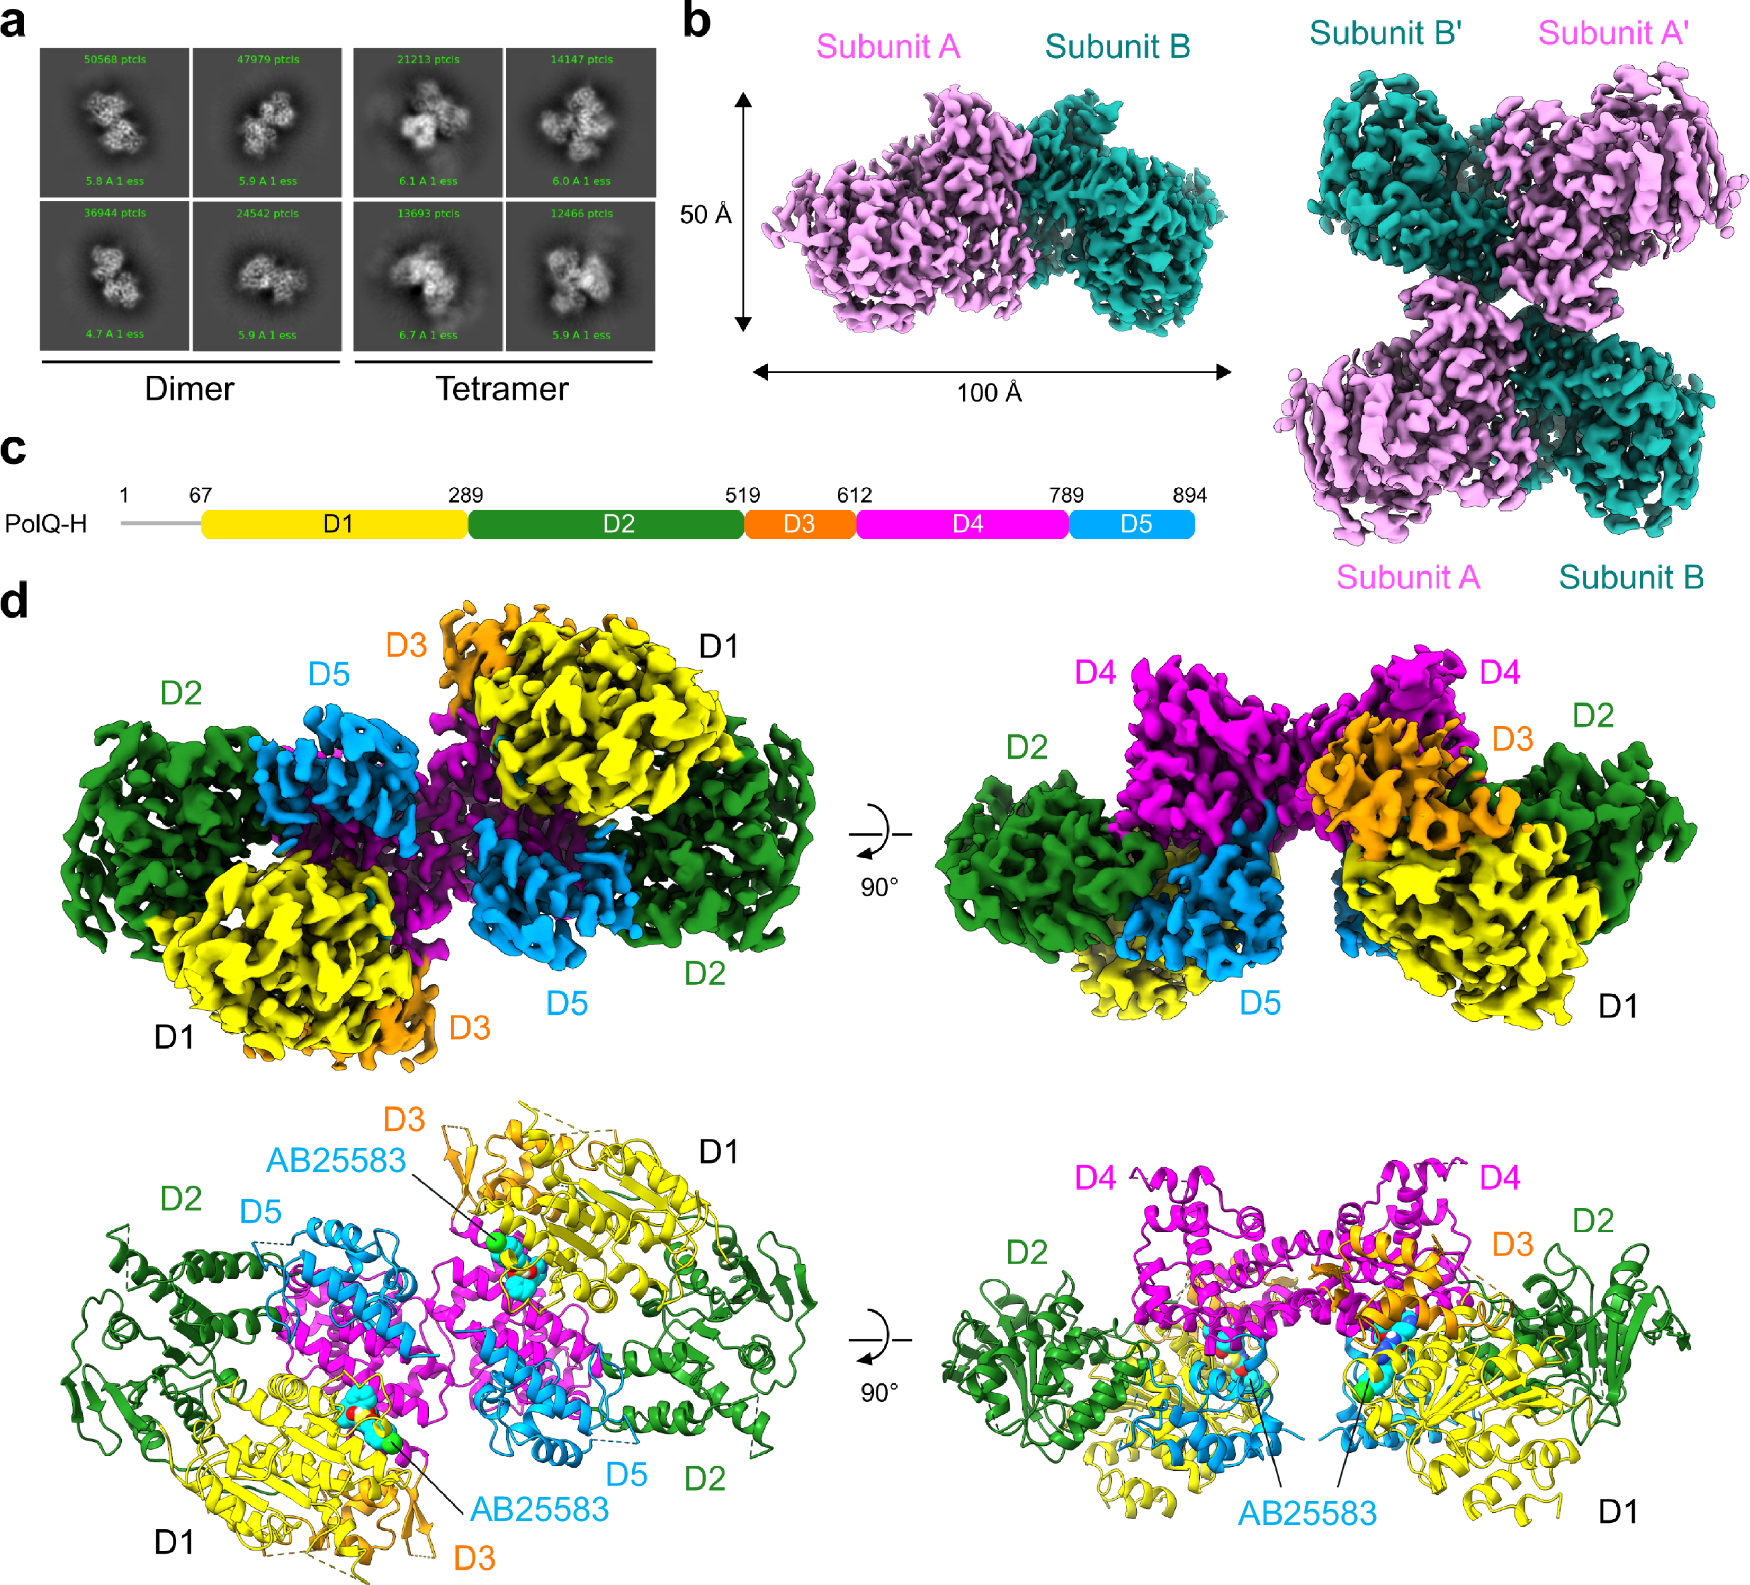 a
50568 ptcls
47979 ptcls
21213 ptcls
14147 ptcls
5.8 A 1 ess
5.9 A 1 ess
6.1 A 1 ess
6.0 A 1 ess
36944 ptcls
24542 ptcls
13693 ptcls
12466 ptcls
4.7 A 1 ess
5.9 A 1 ess
6.7 A 1 ess
5.9 A 1 ess
Dimer
Tetramer
b
Subunit A
Subunit B
50 Å
100 Å
Subunit B'
Subunit A'
Subunit A
Subunit B
c
1
67
289
519
612
789
894
PolQ-H
D1
D2
D3
D4
D5
d
D3
D1
D5
D2
D2
D5
D3
D1
90°
D4
D4
D2
D3
D2
D5
D1
D3
AB25583
D1
D2
D5
D5
D2
AB25583
D1
D3
90°
D4
D4
D2
D3
D2
AB25583
D1